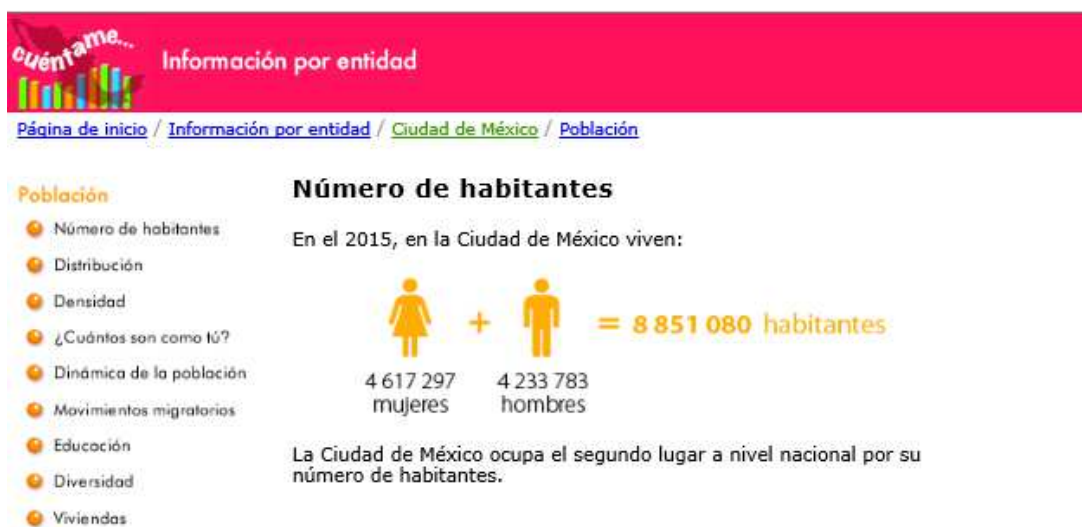 cuéntame...
Información por entidad
Página de inicio / Información por entidad / Ciudad de México / Población
Población
Número de habitantes
Distribución
Densidad
¿Cuántos son como tú?
Dinámica de la población
Movimientos migratorios
Educación
Diversidad
Viviendas
Número de habitantes
En el 2015, en la Ciudad de México viven:
+ = 8 851 080 habitantes
4 617 297 4 233 783
mujeres hombres
La Ciudad de México ocupa el segundo lugar a nivel nacional por su
número de habitantes.